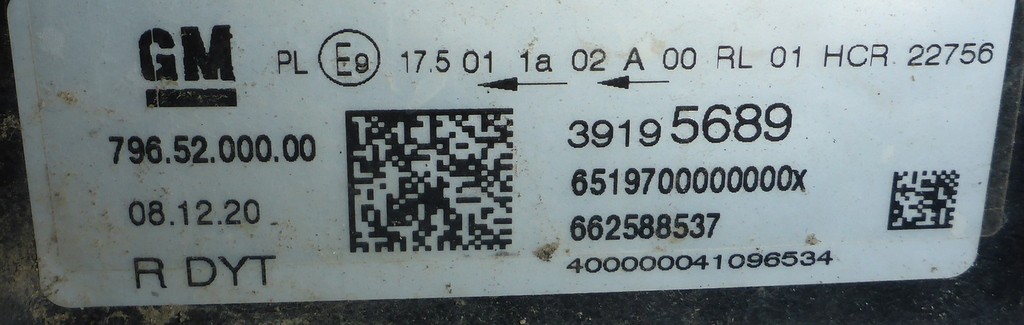 GM PL E9 17.5 01 1a 02 A 00 RL 01 HCR 22756
796.52.000.00
39195689
08.12.20
6519700000000X
662588537
R DYT
400000041096534